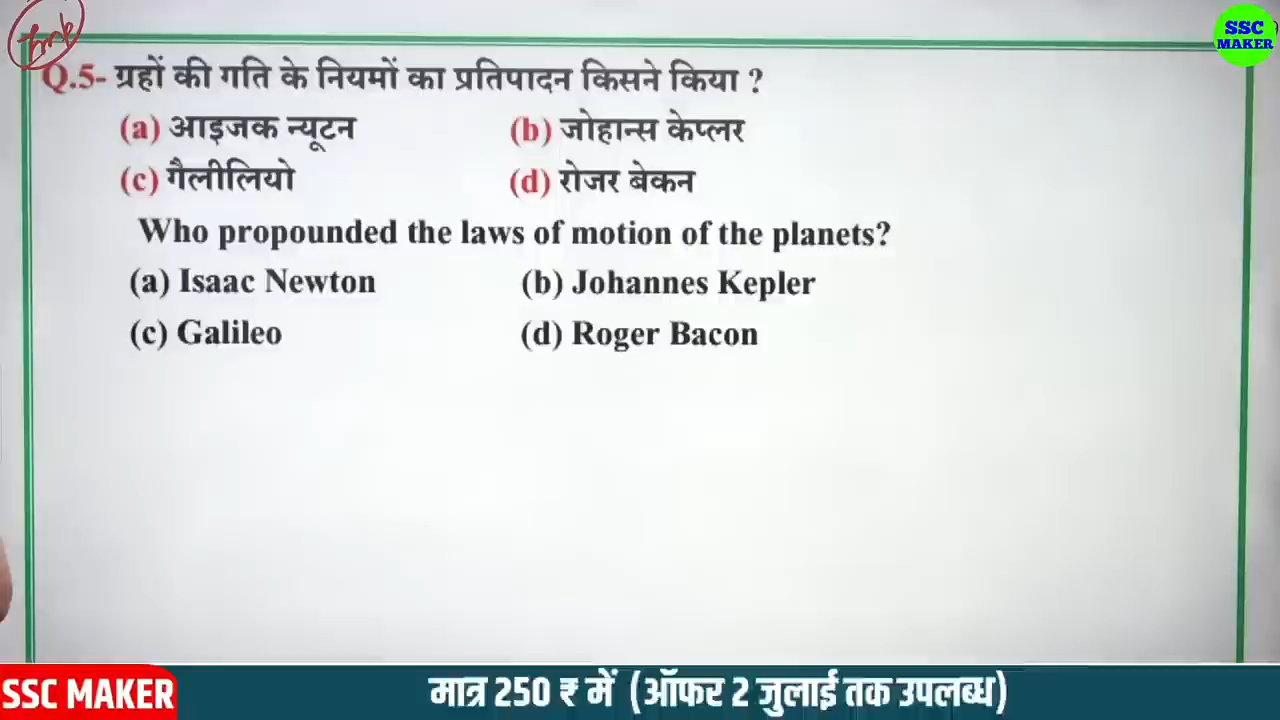 SSC
MAKER
Q.5- ग्रहों की गति के नियमों का प्रतिपादन किसने किया ?
(a) आइजक न्यूटन (b) जोहान्स केप्लर
(c) गैलीलियो (d) रोजर बेकन
Who propounded the laws of motion of the planets?
(a) Isaac Newton (b) Johannes Kepler
(c) Galileo (d) Roger Bacon
SSC MAKER मात्र 250 ₹ में (ऑफर 2 जुलाई तक उपलब्ध)